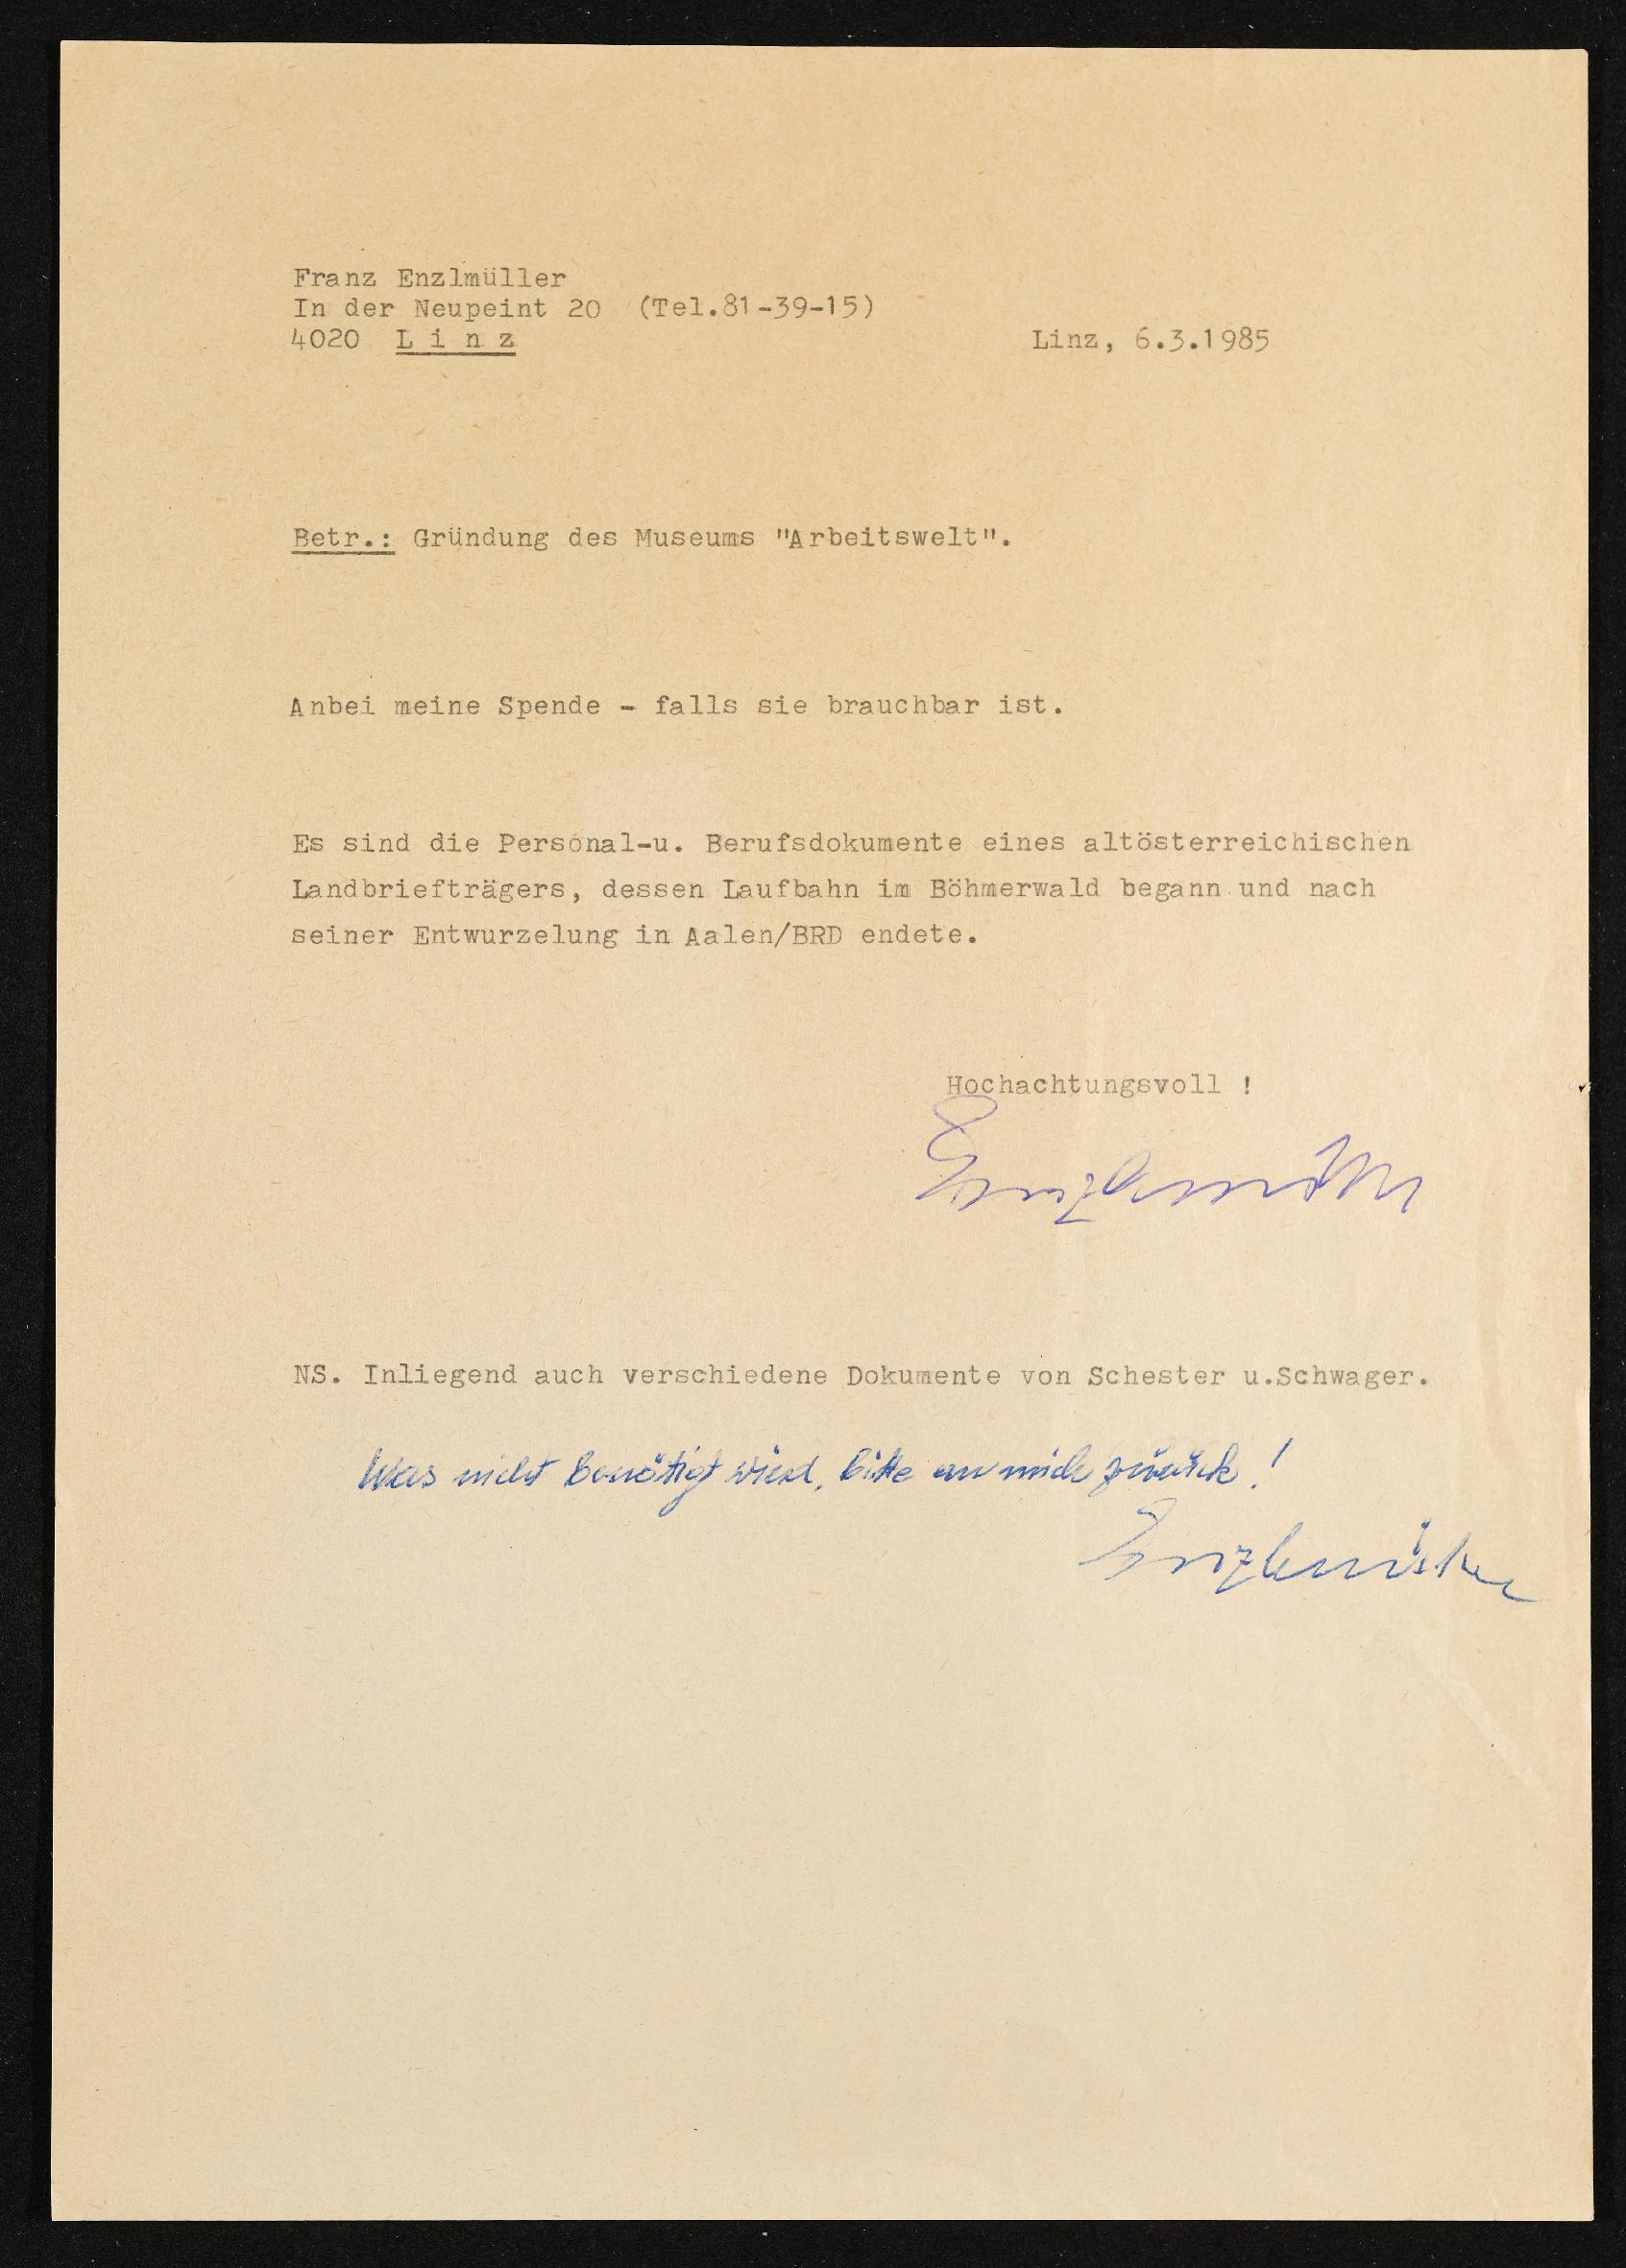 Franz Enzlmüller
In der Neupeint 20 (Tel.81-39-15)
4020 L i n z
Linz, 6.3.1985
Betr.: Gründung des Museums "Arbeitswelt".
Anbei meine Spende - falls sie brauchbar ist.
Es sind die Personal-u. Berufsdokumente eines altösterreichischen
Landbriefträgers, dessen Laufbahn im Böhmerwald begann und nach
seiner Entwurzelung in Aalen/BRD endete.
Hochachtungsvoll !
Enzlmüller
NS. Inliegend auch verschiedene Dokumente von Schester u.Schwager.
Was nicht benötigt wird, bitte an mich zurück!
Enzlmüller